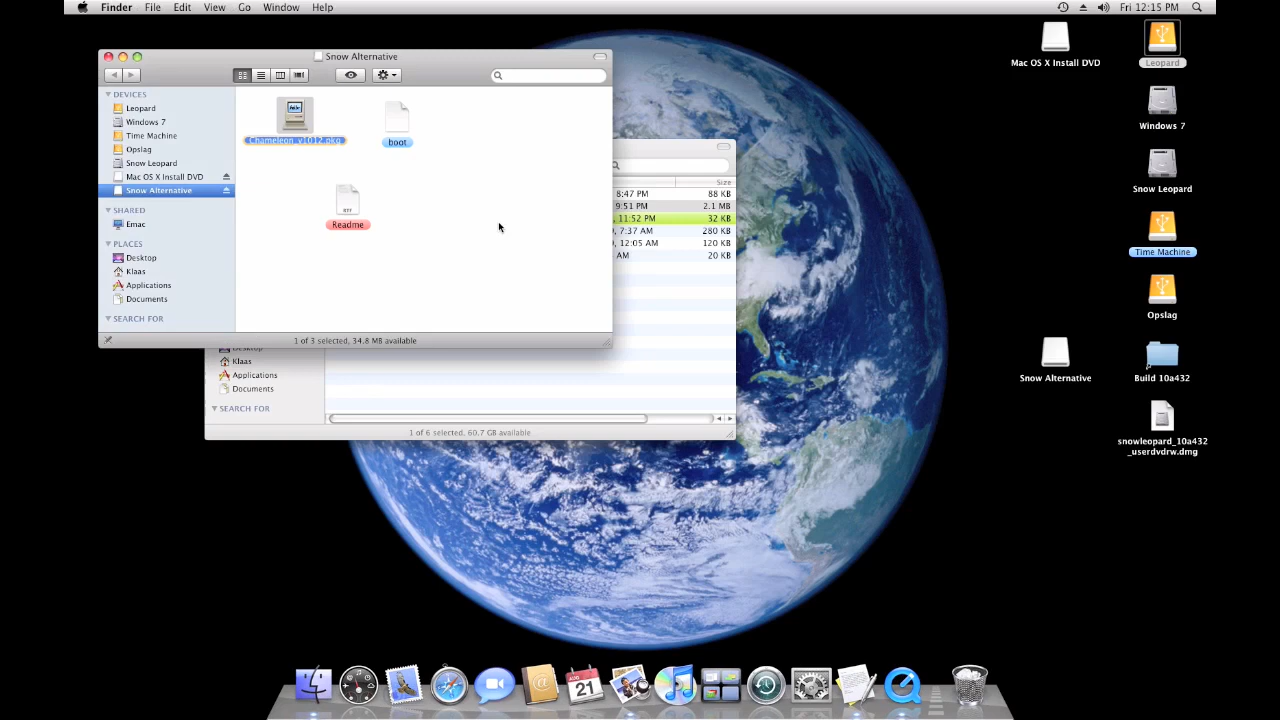 Finder File Edit View Go Window Help
Fri 12:15 PM
Snow Alternative
DEVICES
Leopard
Windows 7
Time Machine
Opslag
Snow Leopard
Mac OS X Install DVD
Snow Alternative
SHARED
Emac
PLACES
Desktop
Klaas
Applications
Documents
SEARCH FOR
Chameleon_v1012.pkg
boot
RTF
Readme
1 of 3 selected, 34.8 MB available
Size
8:47 PM 88 KB
9:51 PM 2.1 MB
, 11:52 PM 32 KB
, 7:37 AM 280 KB
, 12:05 AM 120 KB
AM 20 KB
Desktop
Klaas
Applications
Documents
SEARCH FOR
1 of 6 selected, 60.7 GB available
Mac OS X Install DVD
Leopard
Windows 7
Snow Leopard
Time Machine
Opslag
Snow Alternative
Build 10a432
snowleopard_10a432
_userdvdrw.dmg
AUG
21